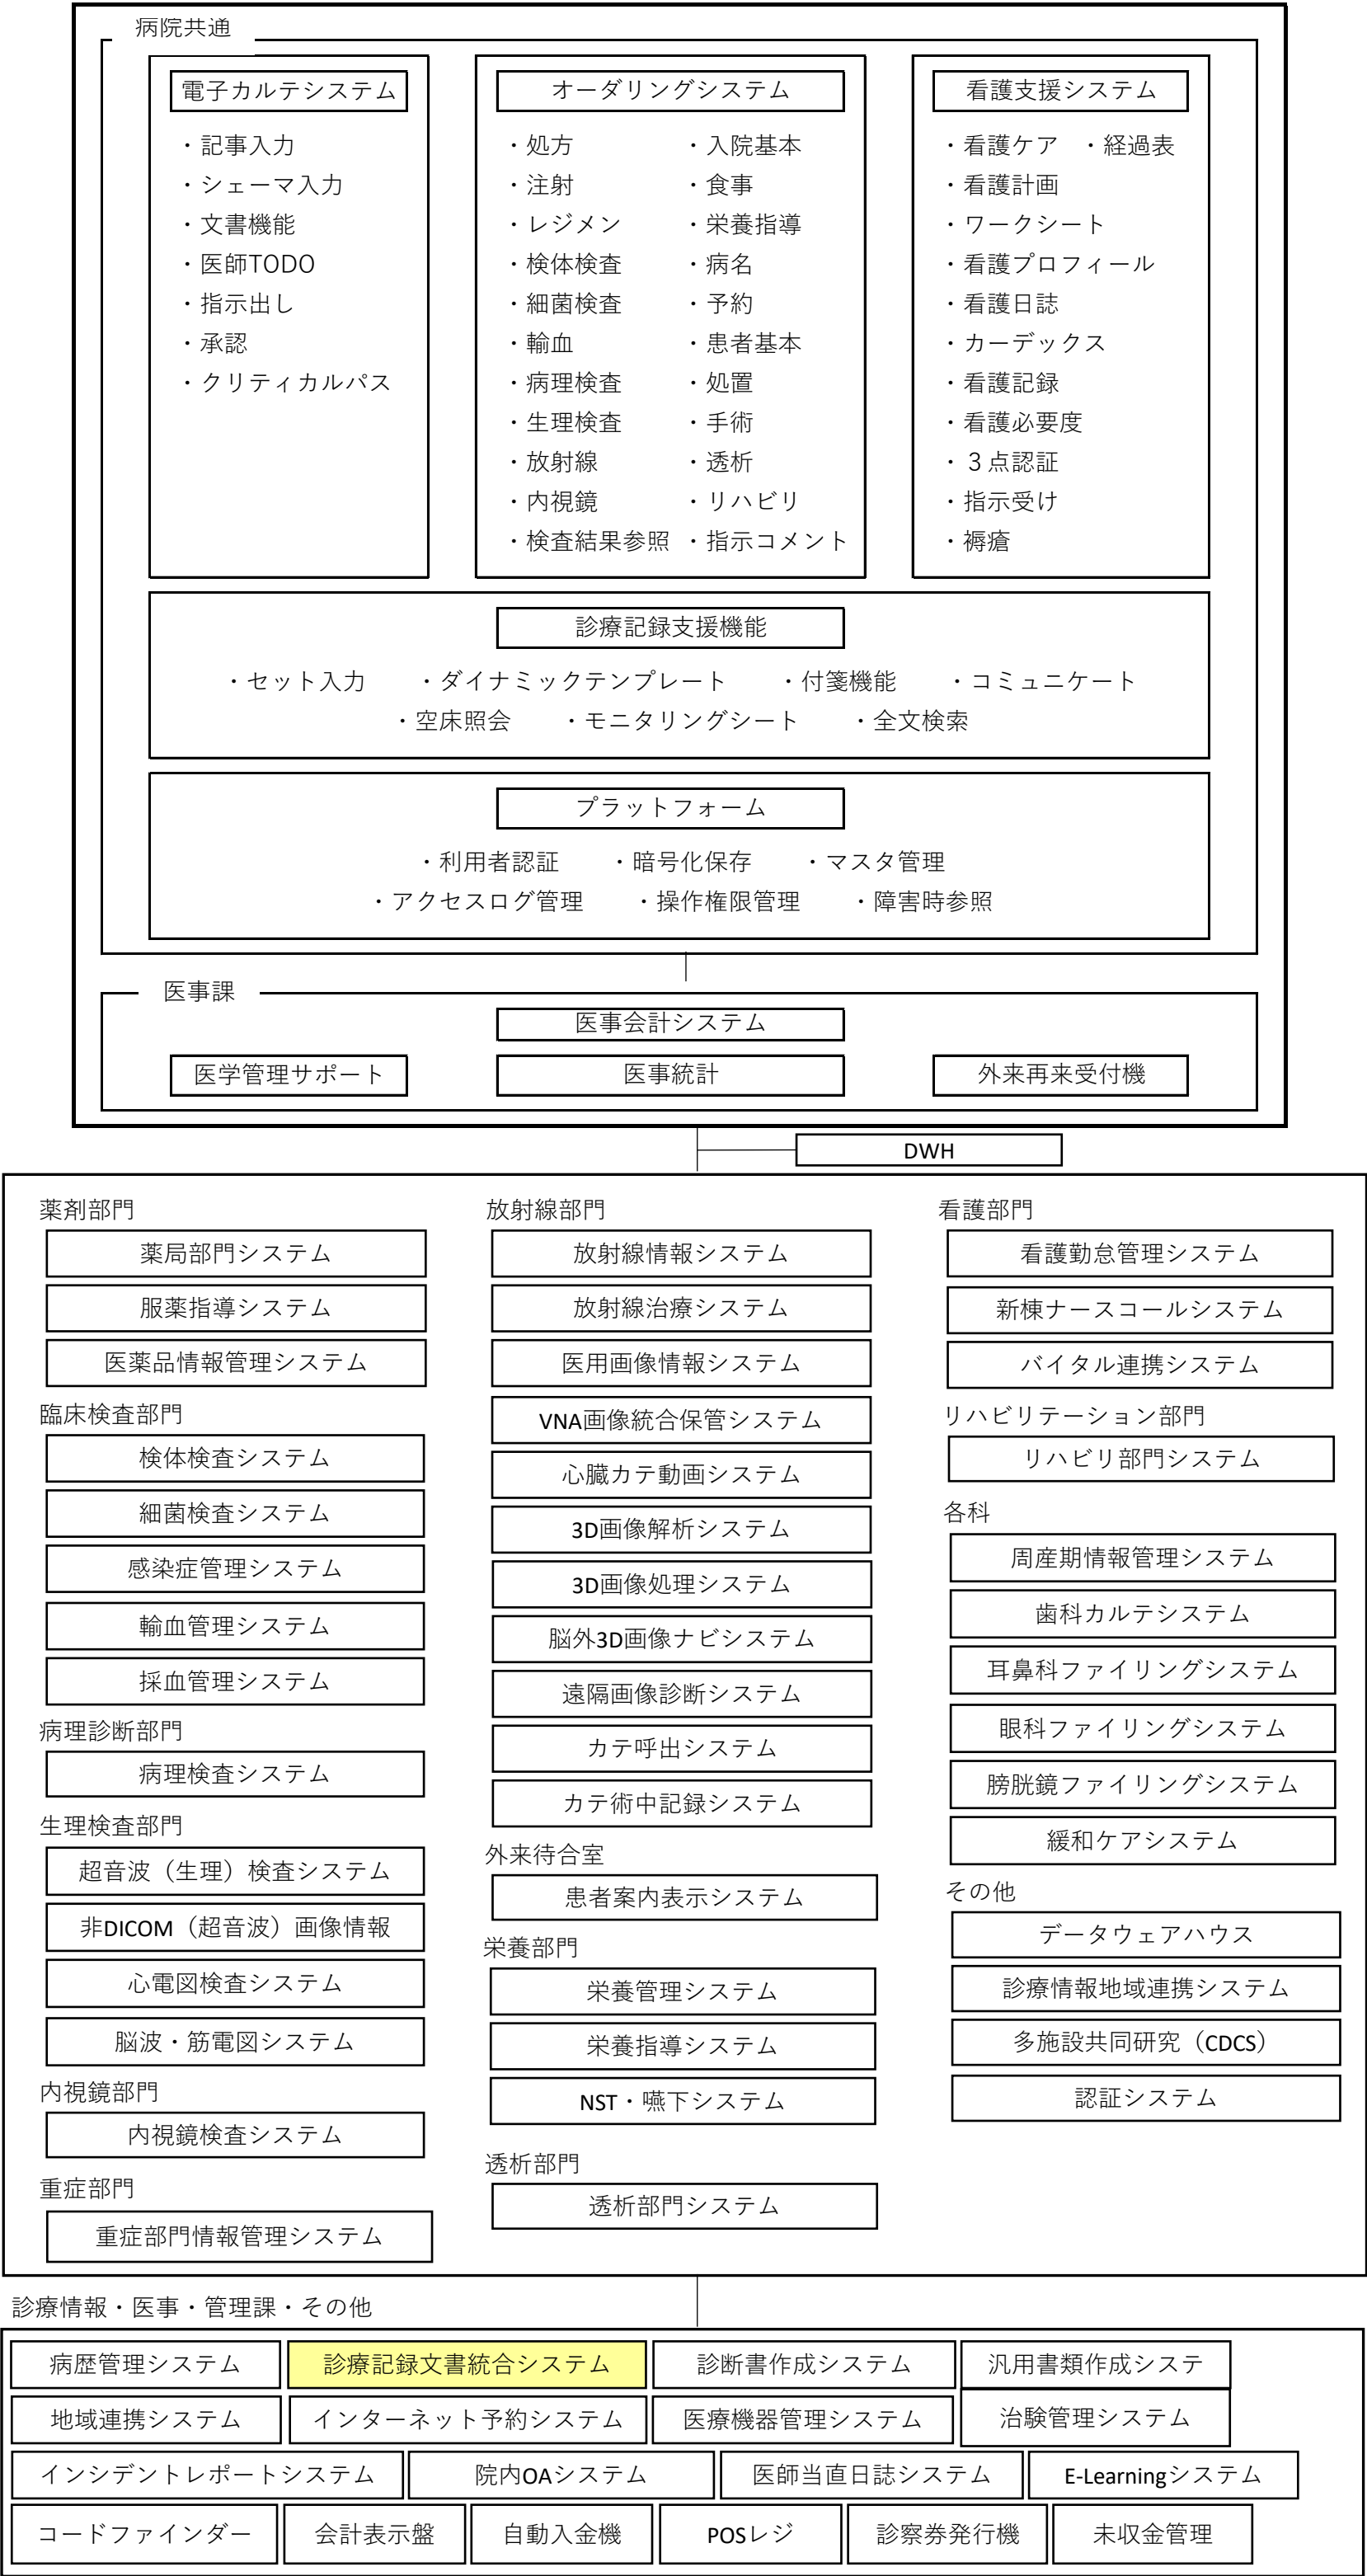 病院共通
電子カルテシステム
・記事入力
・シェーマ入力
・文書機能
・医師TODO
・指示出し
・承認
・クリティカルパス
オーダリングシステム
・処方 ・入院基本
・注射 ・食事
・レジメン ・栄養指導
・検体検査 ・病名
・細菌検査 ・予約
・輸血 ・患者基本
・病理検査 ・処置
・生理検査 ・手術
・放射線 ・透析
・内視鏡 ・リハビリ
・検査結果参照 ・指示コメント
看護支援システム
・看護ケア ・経過表
・看護計画
・ワークシート
・看護プロフィール
・看護日誌
・カーデックス
・看護記録
・看護必要度
・３点認証
・指示受け
・褥瘡
診療記録支援機能
・セット入力 ・ダイナミックテンプレート ・付箋機能 ・コミュニケート
・空床照会 ・モニタリングシート ・全文検索
プラットフォーム
・利用者認証 ・暗号化保存 ・マスタ管理
・アクセスログ管理 ・操作権限管理 ・障害時参照
医事課
医事会計システム
医学管理サポート
医事統計
外来再来受付機
DWH
薬剤部門
薬局部門システム
服薬指導システム
医薬品情報管理システム
臨床検査部門
検体検査システム
細菌検査システム
感染症管理システム
輸血管理システム
採血管理システム
病理診断部門
病理検査システム
生理検査部門
超音波（生理）検査システム
非DICOM（超音波）画像情報
心電図検査システム
脳波・筋電図システム
内視鏡部門
内視鏡検査システム
重症部門
重症部門情報管理システム
放射線部門
放射線情報システム
放射線治療システム
医用画像情報システム
VNA画像統合保管システム
心臓カテ動画システム
3D画像解析システム
3D画像処理システム
脳外3D画像ナビシステム
遠隔画像診断システム
カテ呼出システム
カテ術中記録システム
外来待合室
患者案内表示システム
栄養部門
栄養管理システム
栄養指導システム
NST・嚥下システム
透析部門
透析部門システム
看護部門
看護勤怠管理システム
新棟ナースコールシステム
バイタル連携システム
リハビリテーション部門
リハビリ部門システム
各科
周産期情報管理システム
歯科カルテシステム
耳鼻科ファイリングシステム
眼科ファイリングシステム
膀胱鏡ファイリングシステム
緩和ケアシステム
その他
データウェアハウス
診療情報地域連携システム
多施設共同研究（CDCS）
認証システム
診療情報・医事・管理課・その他
病歴管理システム
診療記録文書統合システム
診断書作成システム
汎用書類作成システ
地域連携システム
インターネット予約システム
医療機器管理システム
治験管理システム
インシデントレポートシステム
院内OAシステム
医師当直日誌システム
E-Learningシステム
コードファインダー
会計表示盤
自動入金機
POSレジ
診察券発行機
未収金管理